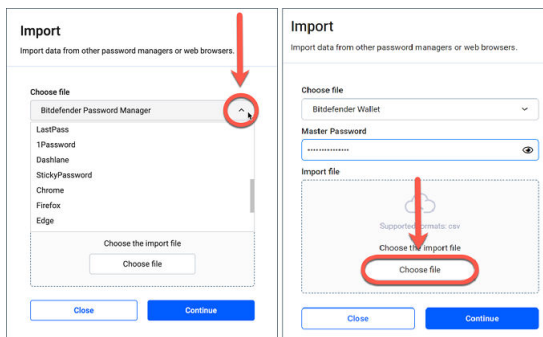 Import
Import data from other password managers or web browsers.
Choose file
Bitdefender Password Manager
LastPass
1Password
Dashlane
StickyPassword
Chrome
Firefox
Edge
Choose the import file
Choose file
Close
Continue
Import
Import data from other password managers or web browsers.
Choose file
Bitdefender Wallet
Master Password
Import file
Supported formats: csv
Choose the import file
Choose file
Close
Continue